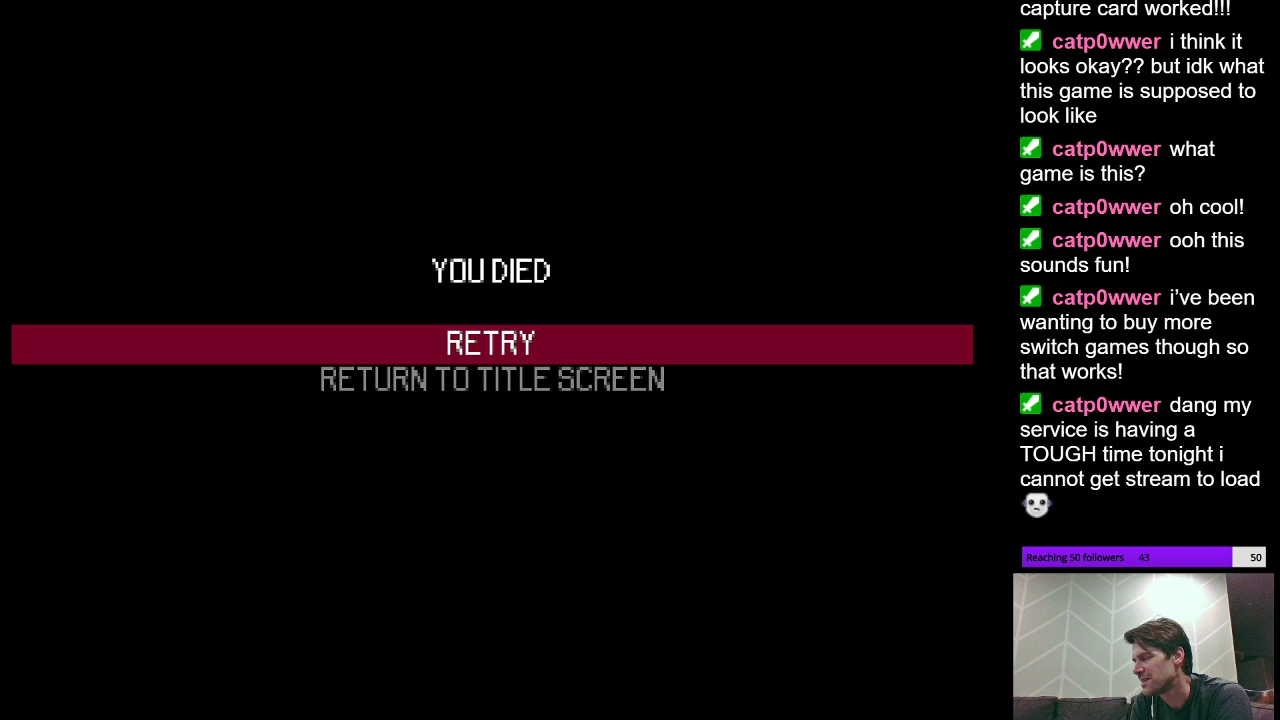 YOU DIED
RETRY
RETURN TO TITLE SCREEN
capture card worked!!!
catp0wwer i think it
looks okay?? but idk what
this game is supposed to
look like
catp0wwer what
game is this?
catp0wwer oh cool!
catp0wwer ooh this
sounds fun!
catp0wwer i’ve been
wanting to buy more
switch games though so
that works!
catp0wwer dang my
service is having a
TOUGH time tonight i
cannot get stream to load
Reaching 50 followers 43 50